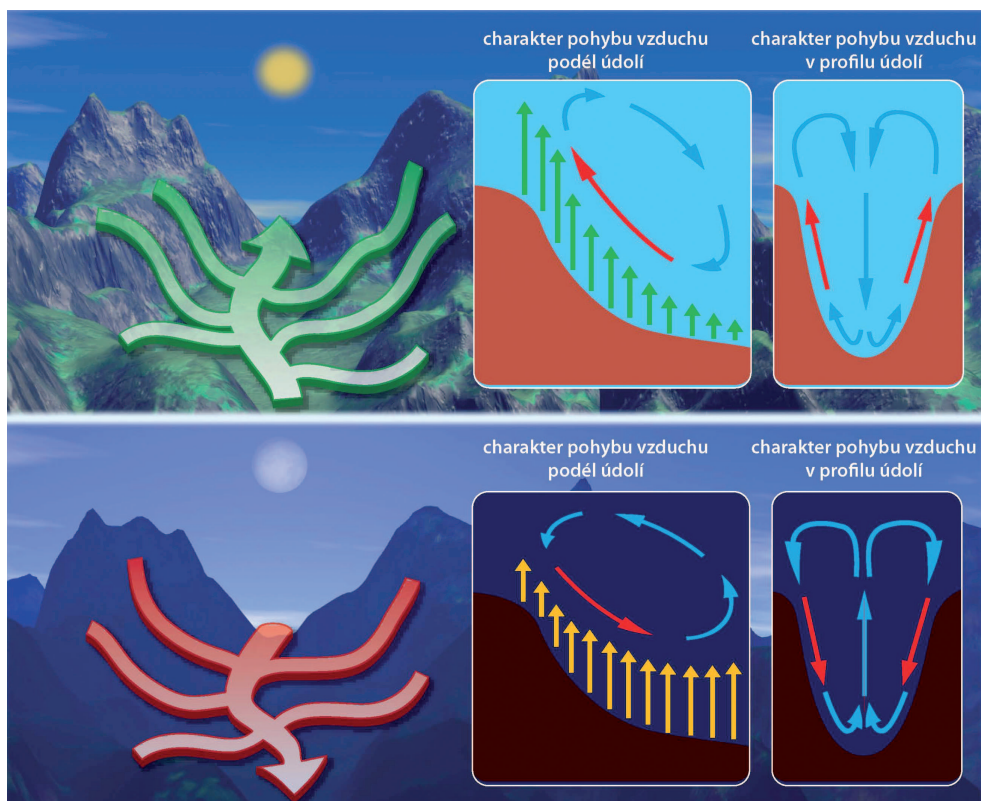 charakter pohybu vzduchu
podél údolí
charakter pohybu vzduchu
v profilu údolí
charakter pohybu vzduchu
podél údolí
charakter pohybu vzduchu
v profilu údolí